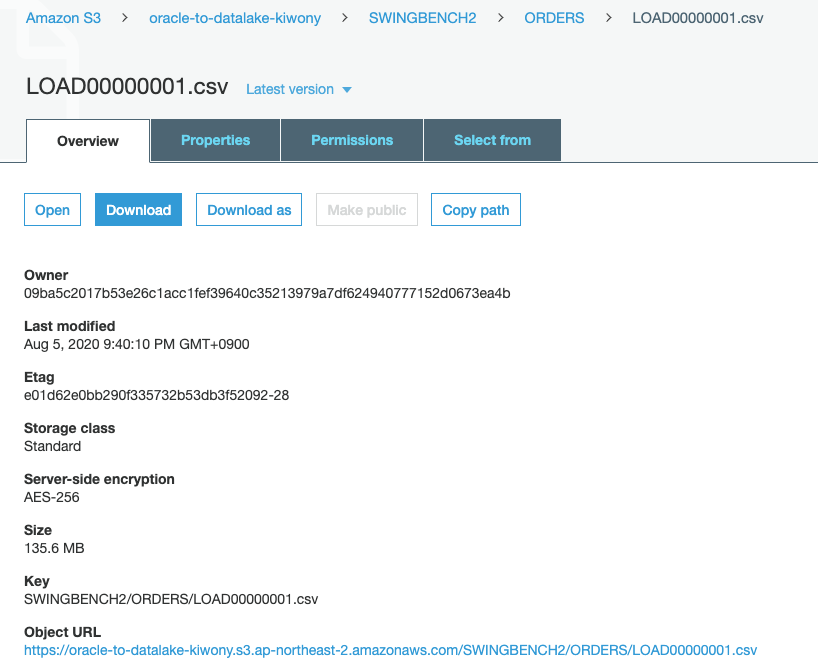 Amazon S3 > oracle-to-datalake-kiwony > SWINGBENCH2 > ORDERS > LOAD00000001.csv
LOAD00000001.csv Latest version
Overview Properties Permissions Select from
Open Download Download as Make public Copy path
Owner
09ba5c2017b53e26c1acc1fef39640c35213979a7df624940777152d0673ea4b
Last modified
Aug 5, 2020 9:40:10 PM GMT+0900
Etag
e01d62e0bb290f335732b53db3f52092-28
Storage class
Standard
Server-side encryption
AES-256
Size
135.6 MB
Key
SWINGBENCH2/ORDERS/LOAD00000001.csv
Object URL
https://oracle-to-datalake-kiwony.s3.ap-northeast-2.amazonaws.com/SWINGBENCH2/ORDERS/LOAD00000001.csv